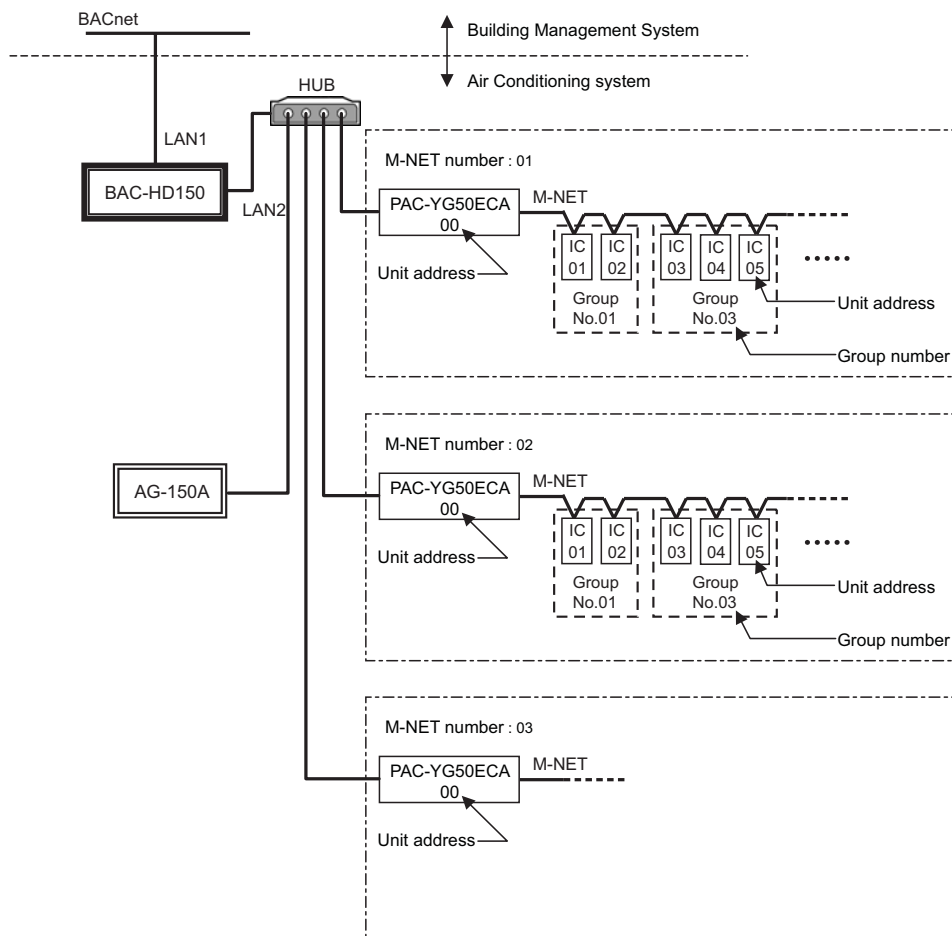 BACnet
Building Management System
Air Conditioning system
HUB
LAN1
BAC-HD150
LAN2
M-NET number : 01
PAC-YG50ECA
00
M-NET
Unit address
IC
01
IC
02
IC
03
IC
04
IC
05
Group
No.01
Group
No.03
Unit address
Group number
AG-150A
M-NET number : 02
PAC-YG50ECA
00
M-NET
Unit address
IC
01
IC
02
IC
03
IC
04
IC
05
Group
No.01
Group
No.03
Unit address
Group number
M-NET number : 03
PAC-YG50ECA
00
M-NET
Unit address